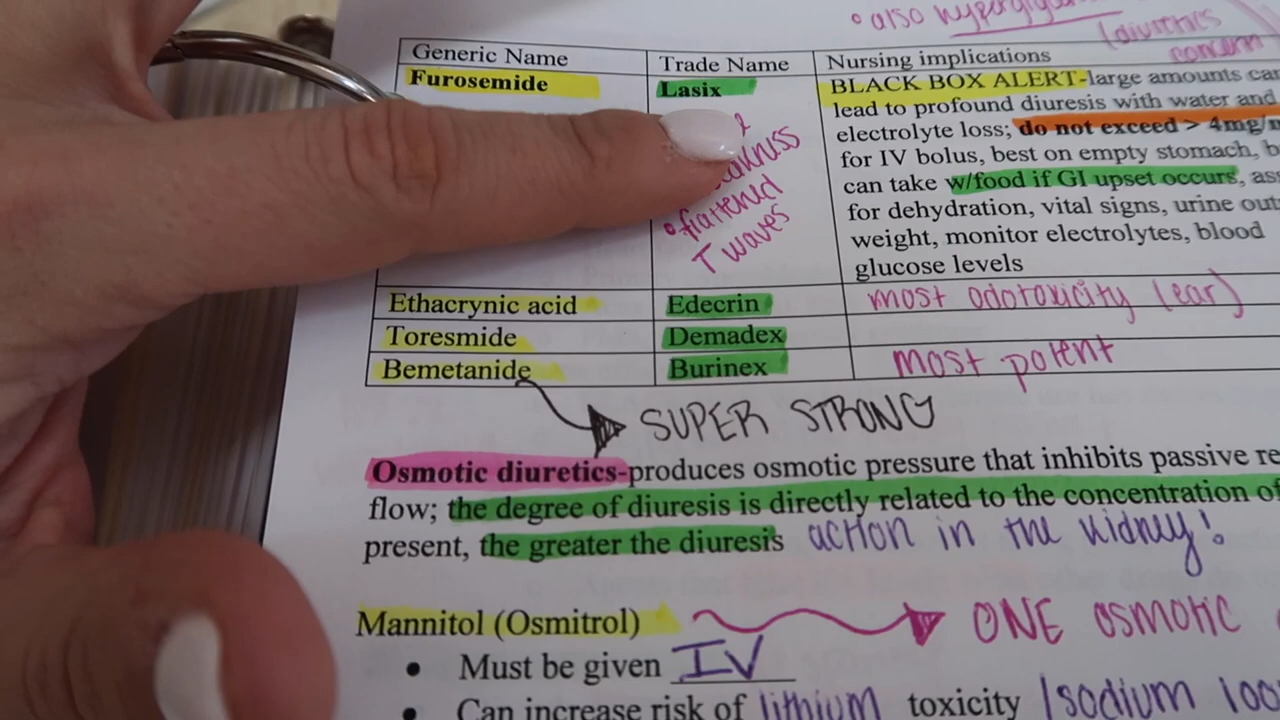 • also
(diuretics
concern
Generic Name Trade Name Nursing implications
Furosemide Lasix BLACK BOX ALERT-large amounts can
lead to profound diuresis with water and
electrolyte loss; do not exceed > 4mg/m
for IV bolus, best on empty stomach, b
can take w/food if GI upset occurs, ass
for dehydration, vital signs, urine out
weight, monitor electrolytes, blood
glucose levels
• flattened
T waves
Ethacrynic acid Edecrin most ototoxicity (ear)
Toresmide Demadex
Bemetanide Burinex most potent
SUPER STRONG
Osmotic diuretics-produces osmotic pressure that inhibits passive re
flow; the degree of diuresis is directly related to the concentration of
present, the greater the diuresis action in the kidney!
Mannitol (Osmitrol) ONE osmotic
• Must be given IV
• Can increase risk of lithium toxicity /sodium